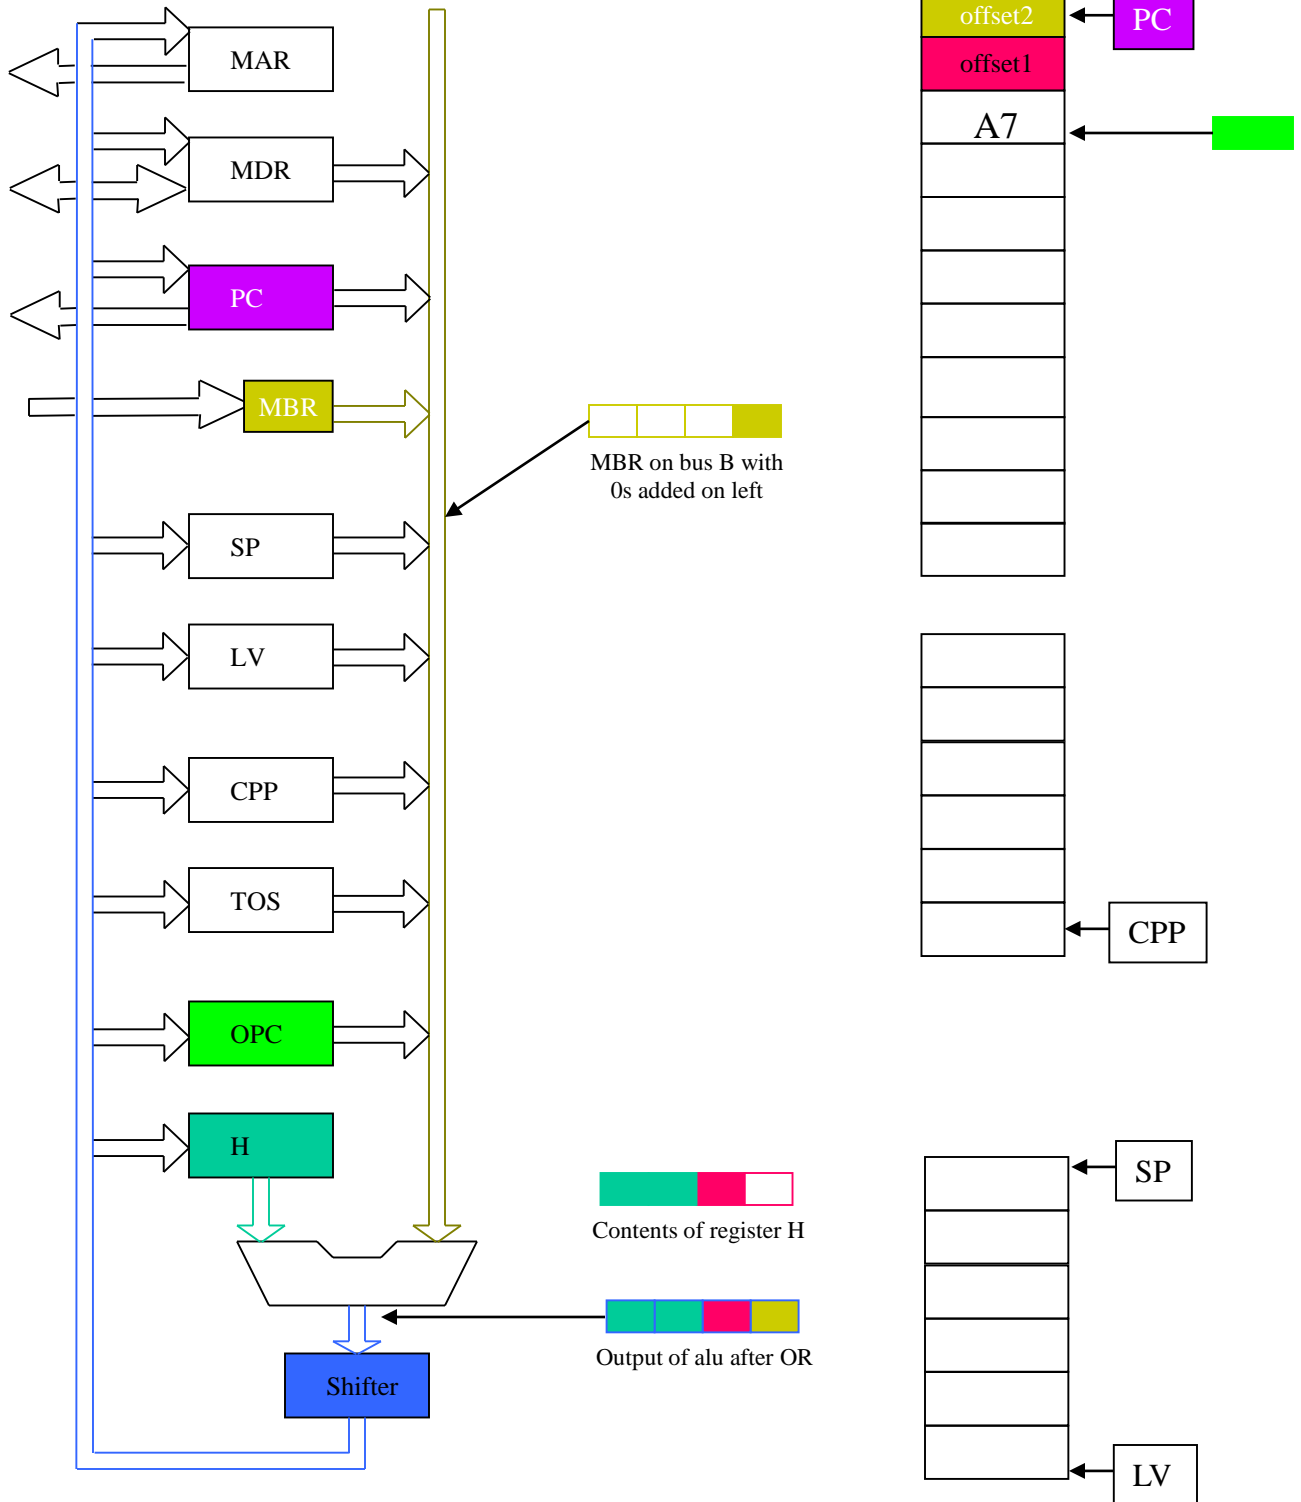 MAR
MDR
PC
MBR
SP
LV
CPP
TOS
OPC
H
Shifter
MBR on bus B with
0s added on left
Contents of register H
Output of alu after OR
offset2
PC
offset1
A7
CPP
SP
LV